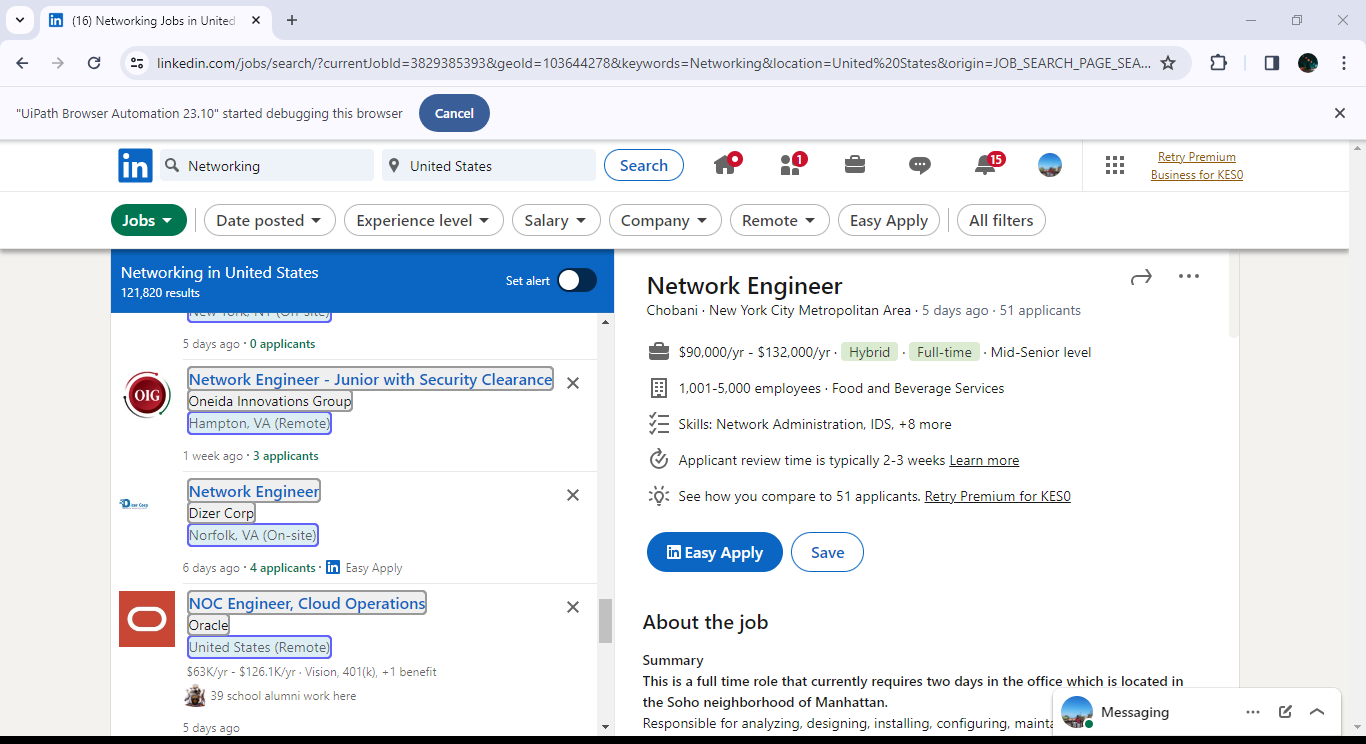 (16) Networking Jobs in United
linkedin.com/jobs/search/?currentJobId=3829385393&geoId=103644278&keywords=Networking&location=United%20States&origin=JOB_SEARCH_PAGE_SEA...
"UiPath Browser Automation 23.10" started debugging this browser
Cancel
in
Networking
United States
Search
1
15
Retry Premium
Business for KES0
Jobs
Date posted
Experience level
Salary
Company
Remote
Easy Apply
All filters
Networking in United States
121,820 results
Set alert
New York, NY (On-site)
5 days ago · 0 applicants
OIG
Network Engineer - Junior with Security Clearance
Oneida Innovations Group
Hampton, VA (Remote)
1 week ago · 3 applicants
Dizer Corp
Network Engineer
Dizer Corp
Norfolk, VA (On-site)
6 days ago · 4 applicants · in Easy Apply
NOC Engineer, Cloud Operations
Oracle
United States (Remote)
$63K/yr - $126.1K/yr · Vision, 401(k), +1 benefit
39 school alumni work here
5 days ago
Network Engineer
Chobani · New York City Metropolitan Area · 5 days ago · 51 applicants
$90,000/yr - $132,000/yr · Hybrid · Full-time · Mid-Senior level
1,001-5,000 employees · Food and Beverage Services
Skills: Network Administration, IDS, +8 more
Applicant review time is typically 2-3 weeks Learn more
See how you compare to 51 applicants. Retry Premium for KES0
in Easy Apply
Save
About the job
Summary
This is a full time role that currently requires two days in the office which is located in
the Soho neighborhood of Manhattan.
Responsible for analyzing, designing, installing, configuring,
Messaging